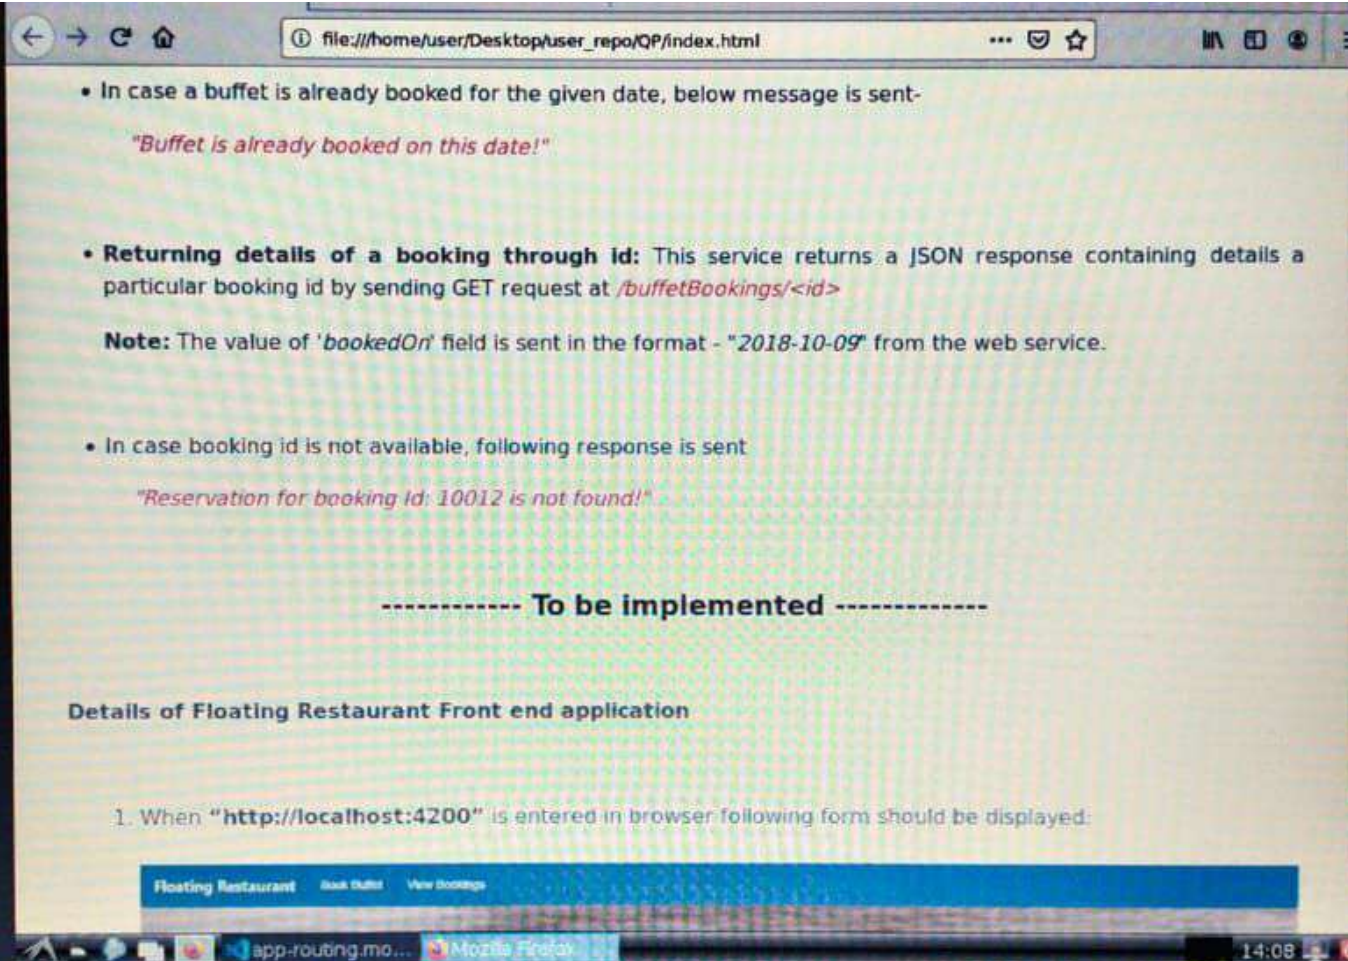 file:///home/user/Desktop/user_repo/QP/index.html
• In case a buffet is already booked for the given date, below message is sent-
"Buffet is already booked on this date!"
• Returning details of a booking through id: This service returns a JSON response containing details a
particular booking id by sending GET request at /buffetBookings/<id>
Note: The value of 'bookedOn' field is sent in the format - "2018-10-09" from the web service.
• In case booking id is not available, following response is sent
"Reservation for booking Id: 10012 is not found!"
------------ To be implemented -------------
Details of Floating Restaurant Front end application
1. When "http://localhost:4200" is entered in browser following form should be displayed:
Floating Restaurant Book Buffet View Bookings
app-routing.mo... Mozilla Firefox 14:08